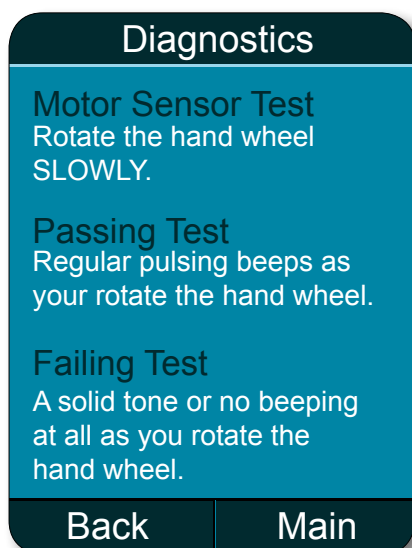 Diagnostics
Motor Sensor Test
Rotate the hand wheel
SLOWLY.
Passing Test
Regular pulsing beeps as
your rotate the hand wheel.
Failing Test
A solid tone or no beeping
at all as you rotate the
hand wheel.
Back Main